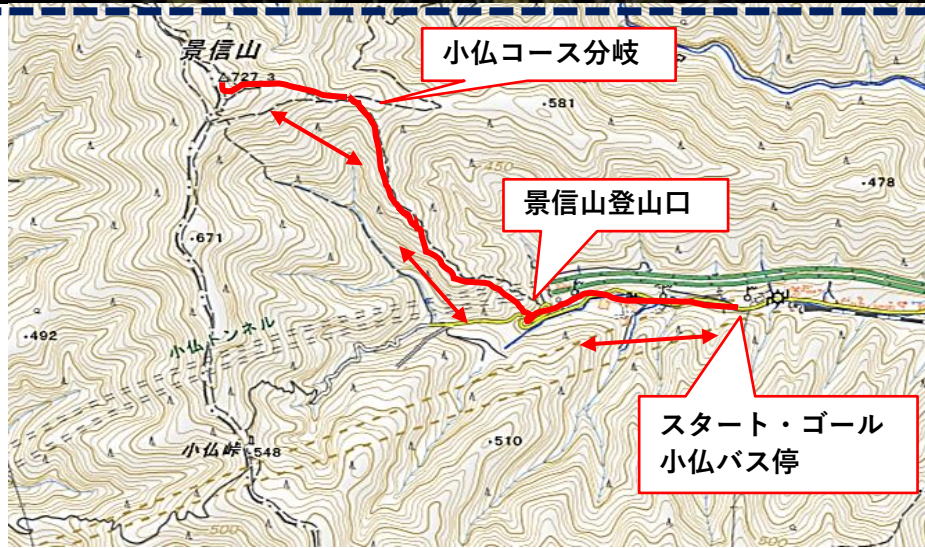 景信山
727.3
小仏コース分岐
・581
450
・478
景信山登山口
・671
・492
小仏トンネル
スタート・ゴール
小仏バス停
小仏峠
548
・510
500
500